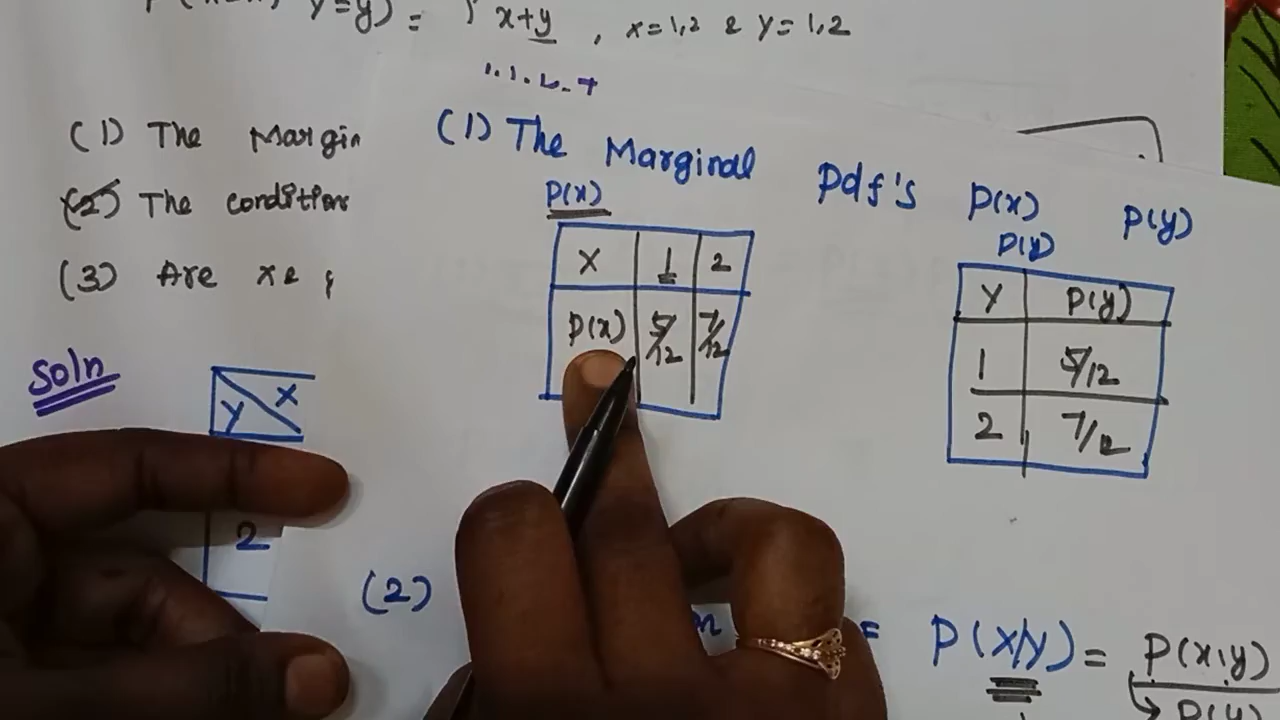 Y=y) = { x+y , x=1,2 & y=1,2
(1) The Margin
(2) The condition
(3) Are x &
Soln
Y X
2
(1) The Marginal Pdf's P(x) P(y)
P(x)
X 1 2
P(x) 5/12 7/12
P(y)
Y P(y)
1 5/12
2 7/12
(2)
= P(X/Y) = P(x,y)
P(y)